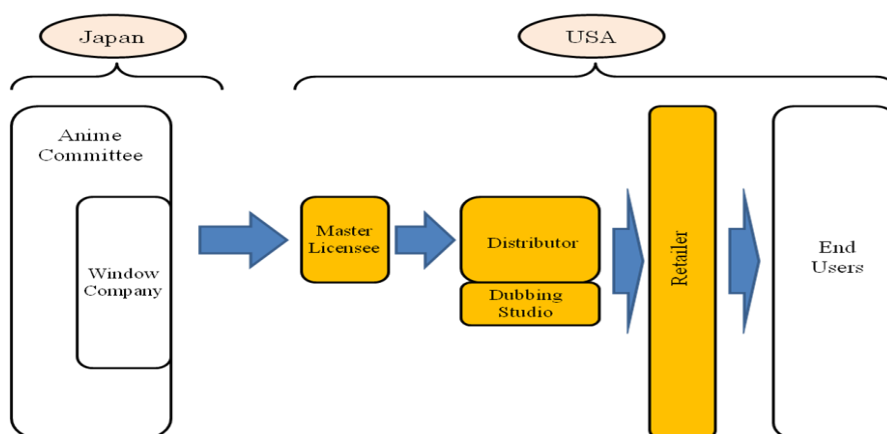 Japan
USA
Anime
Committee
Window
Company
Master
Licensee
Distributor
Dubbing
Studio
Retailer
End
Users